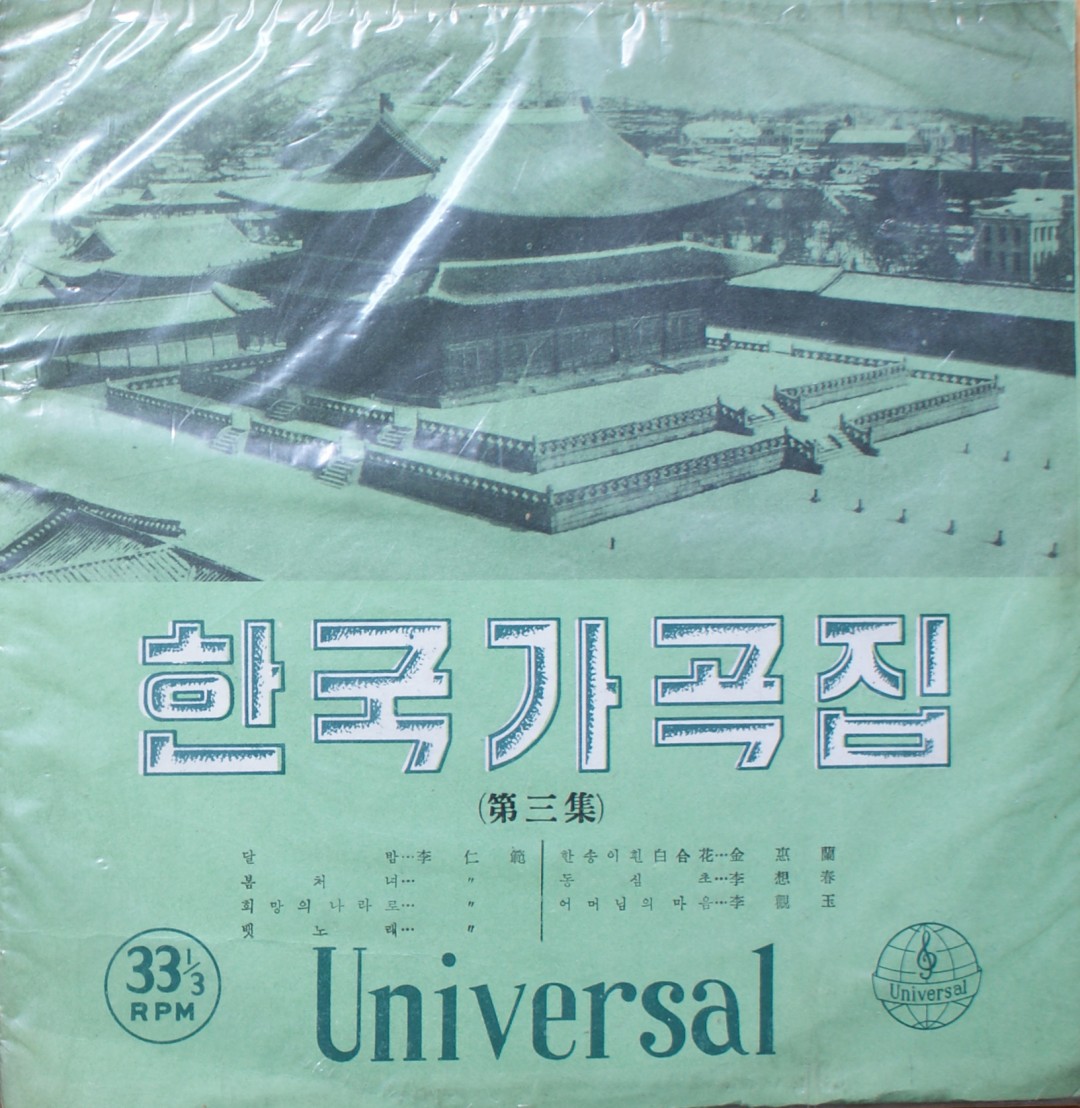 한국가곡집
(第三集)
달 밤…李 仁 範
봄 처 녀… 〃
희 망 의 나 라 로… 〃
뱃 노 래… 〃
한 송 이 흰 白 合 花…金 惠 蘭
동 심 초…李 想 春
어 머 님 의 마 음…李 觀 玉
33 1/3
RPM
Universal
Universal